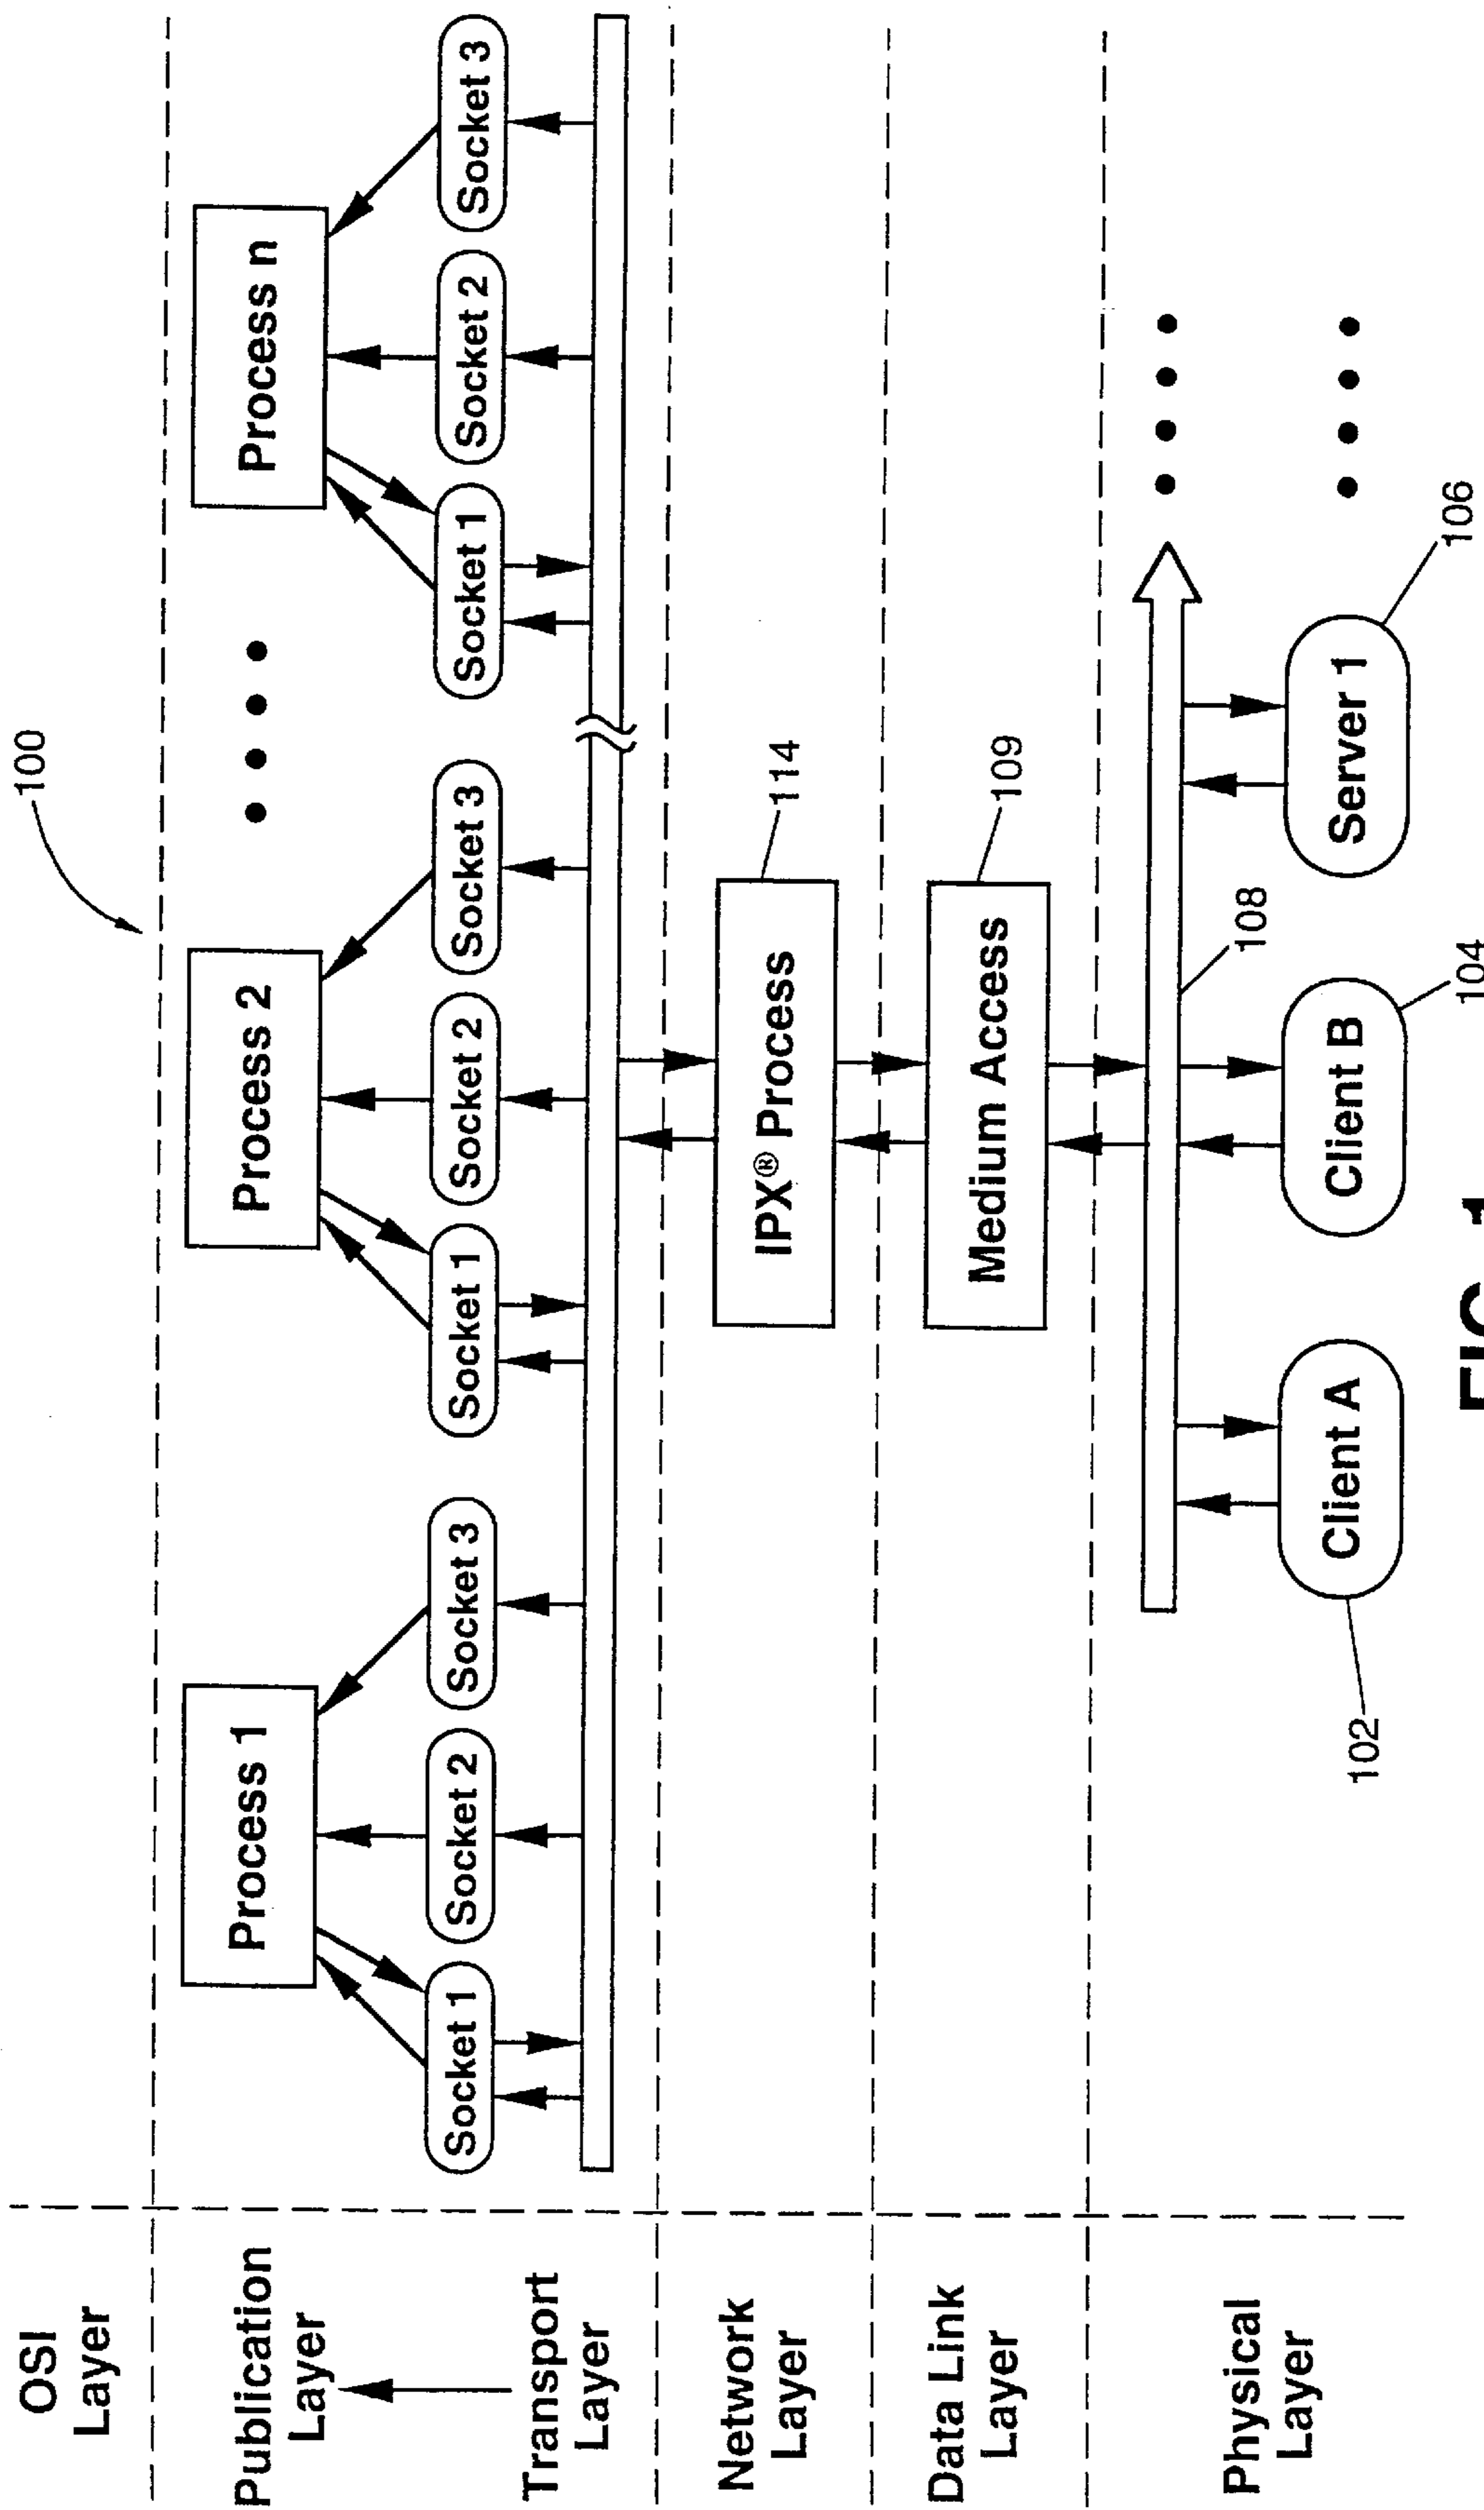 100
OSI
Layer
Publication
Layer
Process 1
Process 2
Process n
Socket 1
Socket 2
Socket 3
Socket 1
Socket 2
Socket 3
Socket 1
Socket 2
Socket 3
Transport
Layer
Network
Layer
IPX® Process
114
Data Link
Layer
Medium Access
109
Physical
Layer
108
Client A
Client B
Server 1
102
104
106